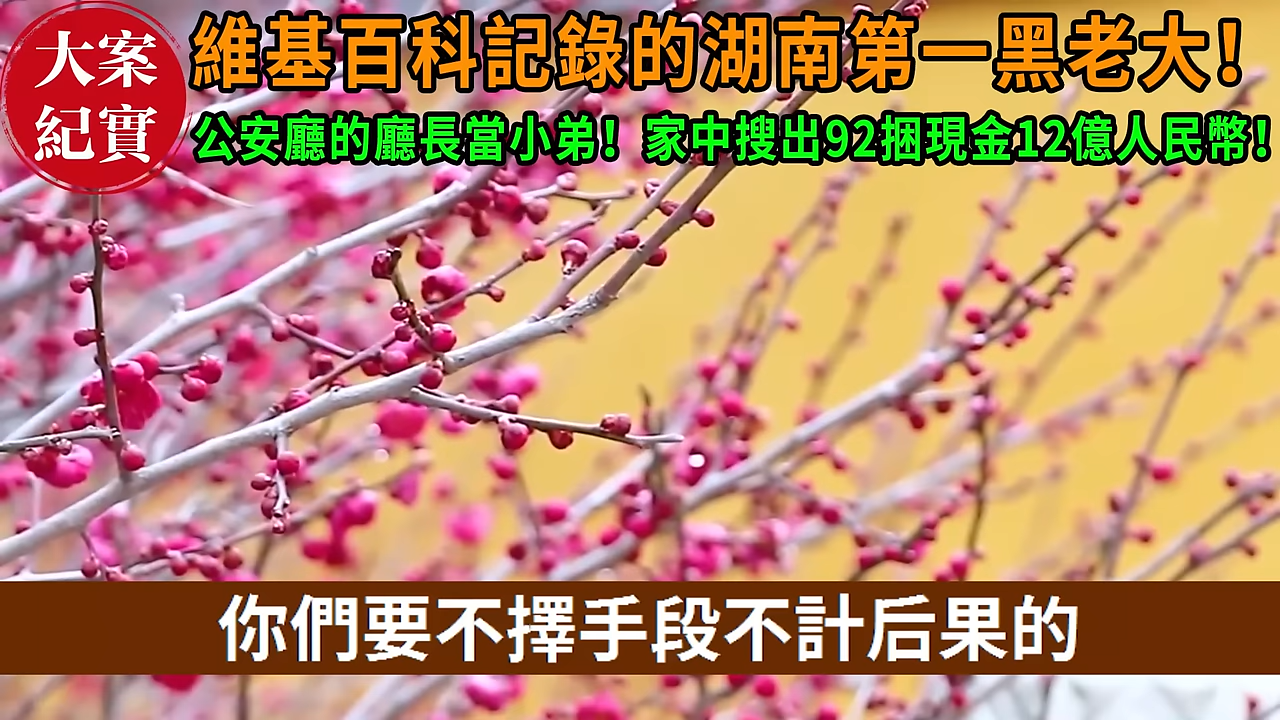 大案
紀實
維基百科記錄的湖南第一黑老大!
公安廳的廳長當小弟!家中搜出92捆現金12億人民幣!
你們要不擇手段不計后果的